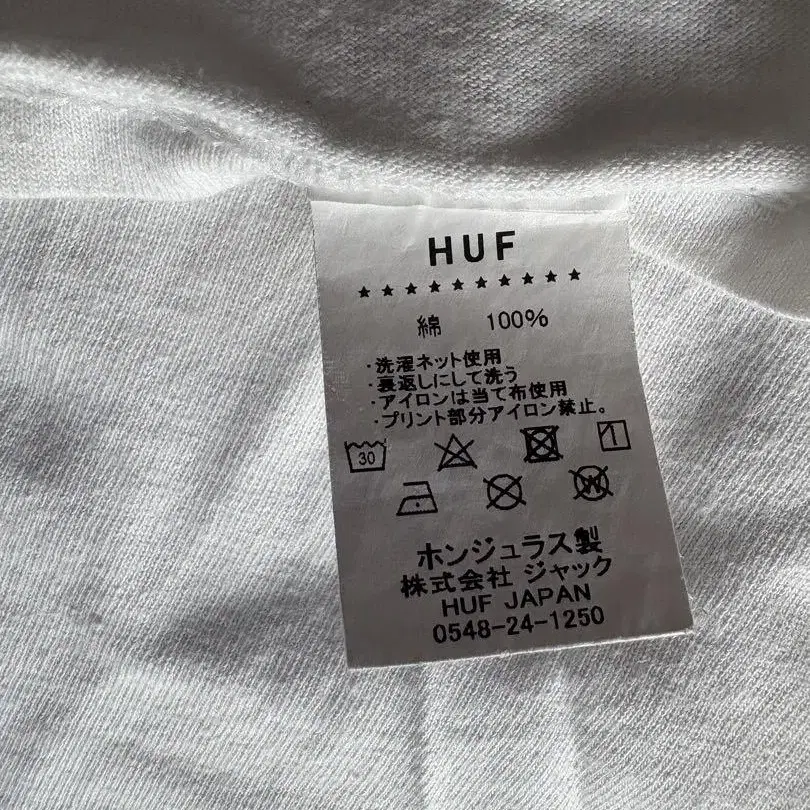 HUF
★★★★★★★★★★
綿 100%
・洗濯ネット使用
・裏返しにして洗う
・アイロンは当て布使用
・プリント部分アイロン禁止。
30
W
ホンジュラス製
株式会社 ジャック
HUF JAPAN
0548-24-1250